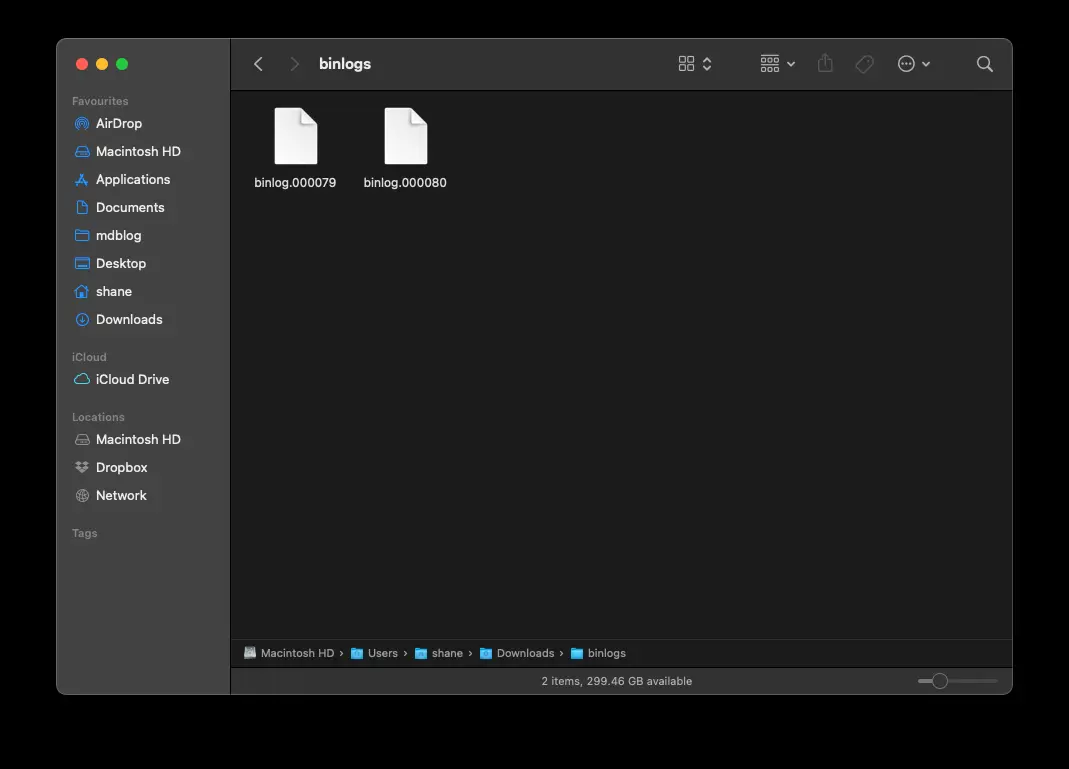 binlogs
Favourites
AirDrop
Macintosh HD
Applications
Documents
mdblog
Desktop
shane
Downloads
iCloud
iCloud Drive
Locations
Macintosh HD
Dropbox
Network
Tags
binlog.000079
binlog.000080
Macintosh HD › Users › shane › Downloads › binlogs
2 items, 299.46 GB available